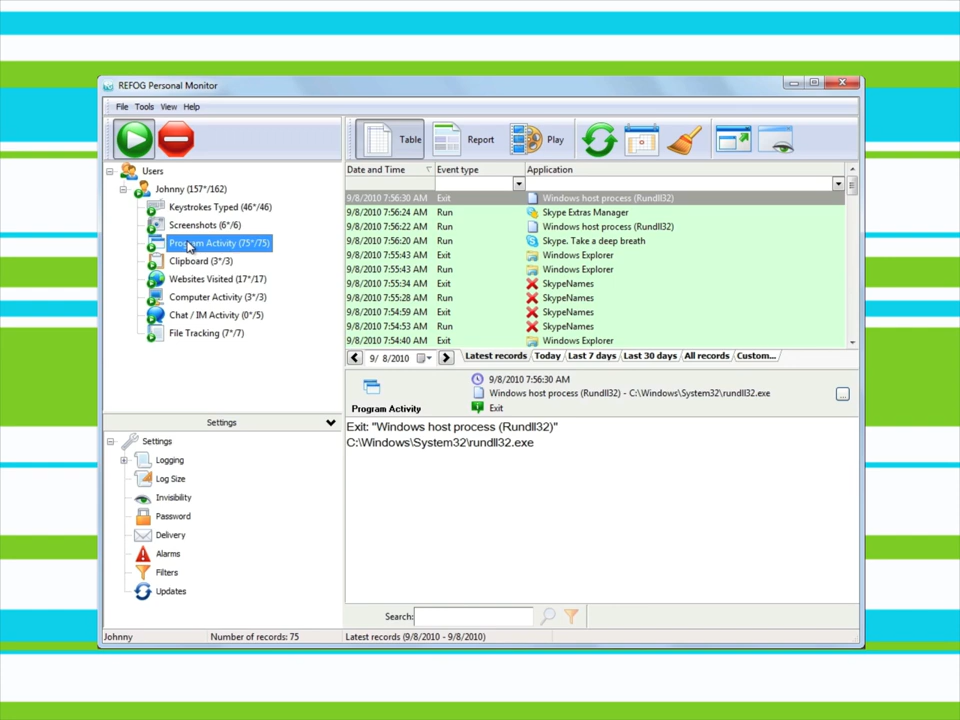 REFOG Personal Monitor
File Tools View Help
Table Report Play
Users
Johnny (157*/162)
Keystrokes Typed (46*/46)
Screenshots (6*/6)
Program Activity (75*/75)
Clipboard (3*/3)
Websites Visited (17*/17)
Computer Activity (3*/3)
Chat / IM Activity (0*/5)
File Tracking (7*/7)
Date and Time Event type Application
9/8/2010 7:56:30 AM Exit Windows host process (Rundll32)
9/8/2010 7:56:24 AM Run Skype Extras Manager
9/8/2010 7:56:22 AM Run Windows host process (Rundll32)
9/8/2010 7:56:20 AM Run Skype. Take a deep breath
9/8/2010 7:55:43 AM Exit Windows Explorer
9/8/2010 7:55:43 AM Run Windows Explorer
9/8/2010 7:55:34 AM Exit SkypeNames
9/8/2010 7:55:28 AM Run SkypeNames
9/8/2010 7:54:59 AM Exit SkypeNames
9/8/2010 7:54:53 AM Run SkypeNames
9/8/2010 7:54:40 AM Exit Windows Explorer
9/ 8/2010 Latest records Today Last 7 days Last 30 days All records Custom...
Program Activity
9/8/2010 7:56:30 AM
Windows host process (Rundll32) - C:\Windows\System32\rundll32.exe
Exit
...
Exit: "Windows host process (Rundll32)"
C:\Windows\System32\rundll32.exe
Settings
Settings
Logging
Log Size
Invisibility
Password
Delivery
Alarms
Filters
Updates
Search:
Johnny Number of records: 75 Latest records (9/8/2010 - 9/8/2010)